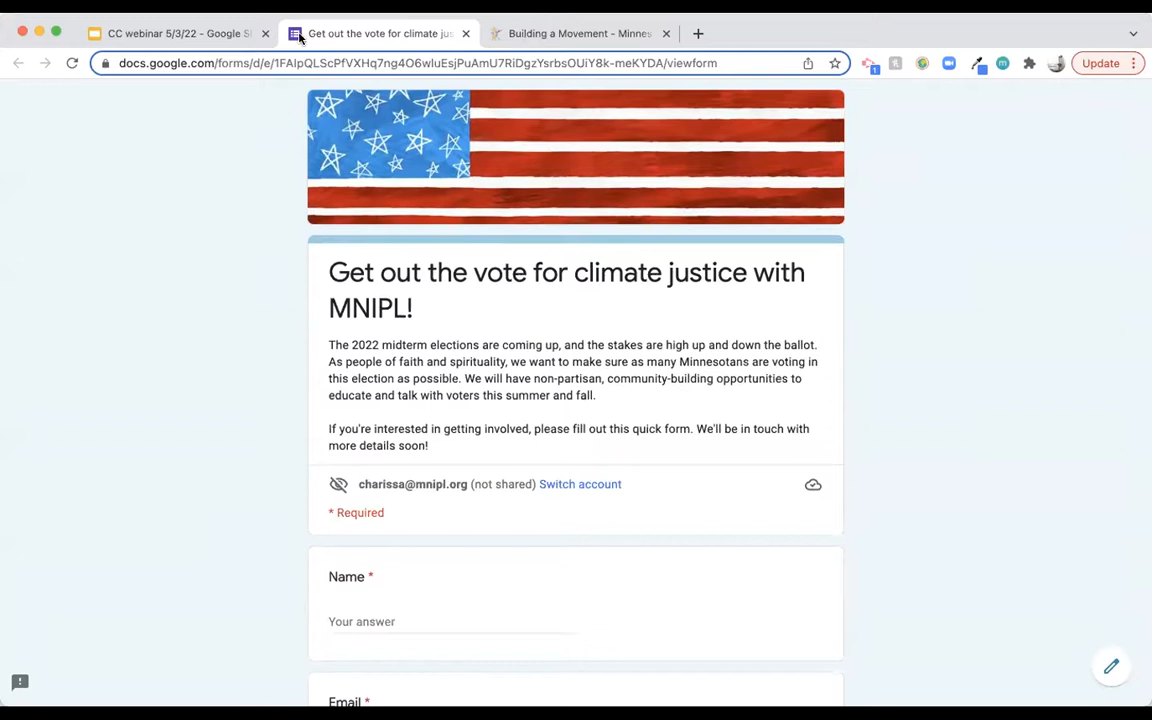 CC webinar 5/3/22 - Google S
Get out the vote for climate jus
Building a Movement - Minnes
docs.google.com/forms/d/e/1FAIpQLScPfVXHq7ng4O6wIuEsjPuAmU7RiDgzYsrbsOUiY8k-meKYDA/viewform
1
Update
Get out the vote for climate justice with
MNIPL!
The 2022 midterm elections are coming up, and the stakes are high up and down the ballot.
As people of faith and spirituality, we want to make sure as many Minnesotans are voting in
this election as possible. We will have non-partisan, community-building opportunities to
educate and talk with voters this summer and fall.
If you're interested in getting involved, please fill out this quick form. We'll be in touch with
more details soon!
charissa@mnipl.org (not shared) Switch account
* Required
Name *
Your answer
Email *